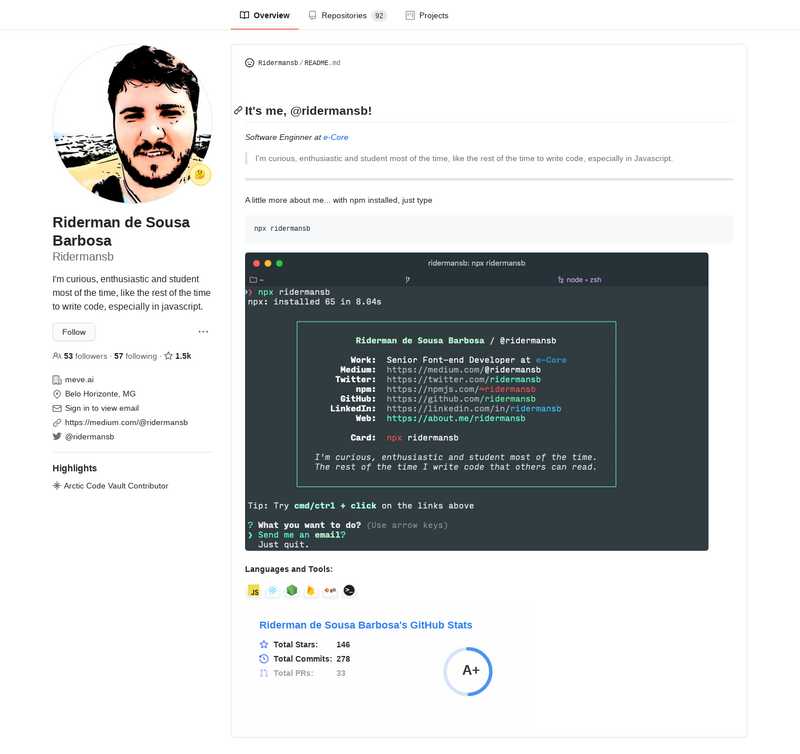 Overview
Repositories 92
Projects
Riderman de Sousa
Barbosa
Ridermansb
I'm curious, enthusiastic and student
most of the time, like the rest of the time
to write code, especially in javascript.
Follow
53 followers · 57 following · 1.5k
meve.ai
Belo Horizonte, MG
Sign in to view email
https://medium.com/@ridermansb
@ridermansb
Highlights
Arctic Code Vault Contributor
Ridermansb/README.md
It's me, @ridermansb!
Software Enginner at e-Core
I'm curious, enthusiastic and student most of the time, like the rest of the time to write code, especially in Javascript.
A little more about me... with npm installed, just type
npx ridermansb
ridermansb: npx ridermansb
~
node • zsh
❯ npx ridermansb
npx: installed 65 in 8.04s
Riderman de Sousa Barbosa / @ridermansb
Work: Senior Font-end Developer at e-Core
Medium: https://medium.com/@ridermansb
Twitter: https://twitter.com/ridermansb
npm: https://npmjs.com/~ridermansb
GitHub: https://github.com/ridermansb
LinkedIn: https://linkedin.com/in/ridermansb
Web: https://about.me/ridermansb
Card: npx ridermansb
I'm curious, enthusiastic and student most of the time.
The rest of the time I write code that others can read.
Tip: Try cmd/ctrl + click on the links above
? What you want to do? (Use arrow keys)
❯ Send me an email?
Just quit.
Languages and Tools:
JS
Riderman de Sousa Barbosa's GitHub Stats
Total Stars: 146
Total Commits: 278
Total PRs: 33
A+